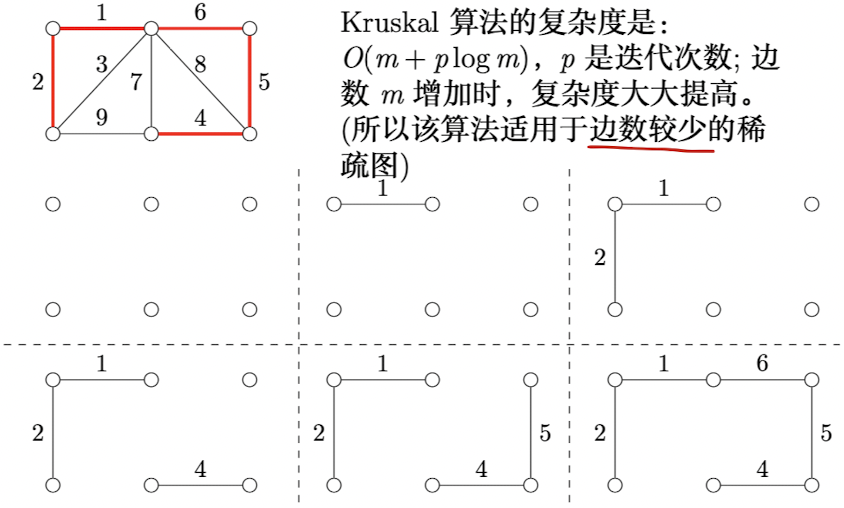 1 6
2 3 7 8 5
9 4
Kruskal 算法的复杂度是:
O(m + p log m), p 是迭代次数; 边
数 m 增加时, 复杂度大大提高。
(所以该算法适用于边数较少的稀
疏图)
1
1
2
1
2
4
1
2
5
4
1 6
2
5
4